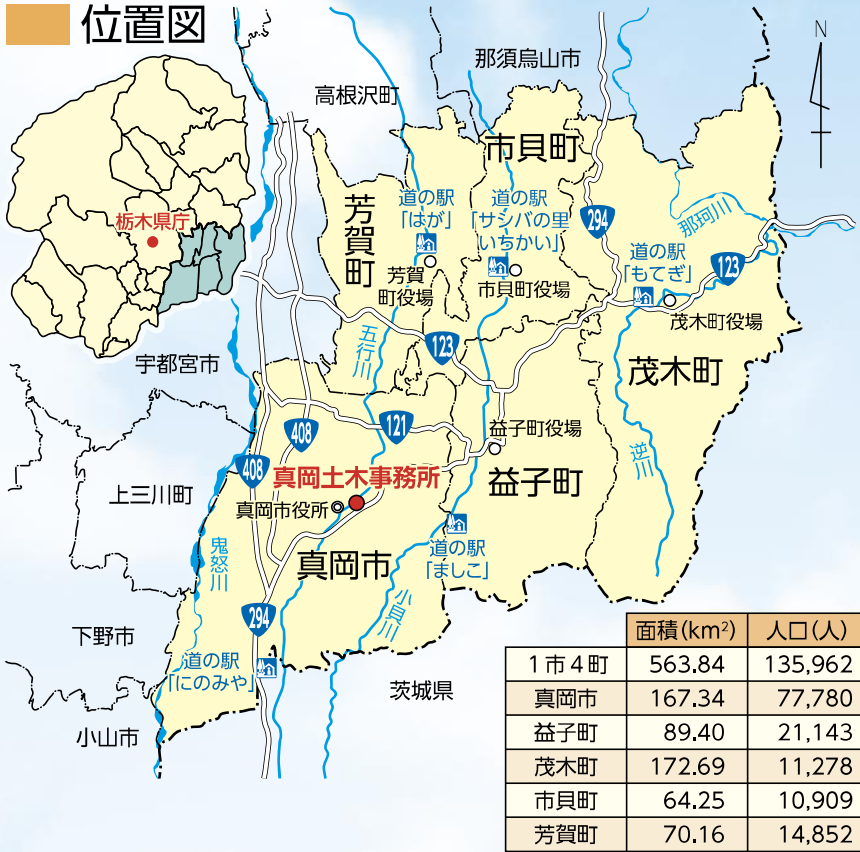 位置図
N
那須烏山市
高根沢町
市貝町
栃木県庁
芳賀町
道の駅
「はが」
道の駅
「サシバの里
いちかい」
294
那珂川
道の駅
「もてぎ」
123
芳賀
町役場
市貝町役場
茂木町役場
宇都宮市
五行川
123
茂木町
408
121
益子町役場
408
真岡土木事務所
益子町
逆川
上三川町
真岡市役所
鬼怒川
道の駅
「ましこ」
真岡市
小貝川
294
下野市
道の駅
「にのみや」
茨城県
小山市
面積(km²) 人口(人)
1市4町 563.84 135,962
真岡市 167.34 77,780
益子町 89.40 21,143
茂木町 172.69 11,278
市貝町 64.25 10,909
芳賀町 70.16 14,852